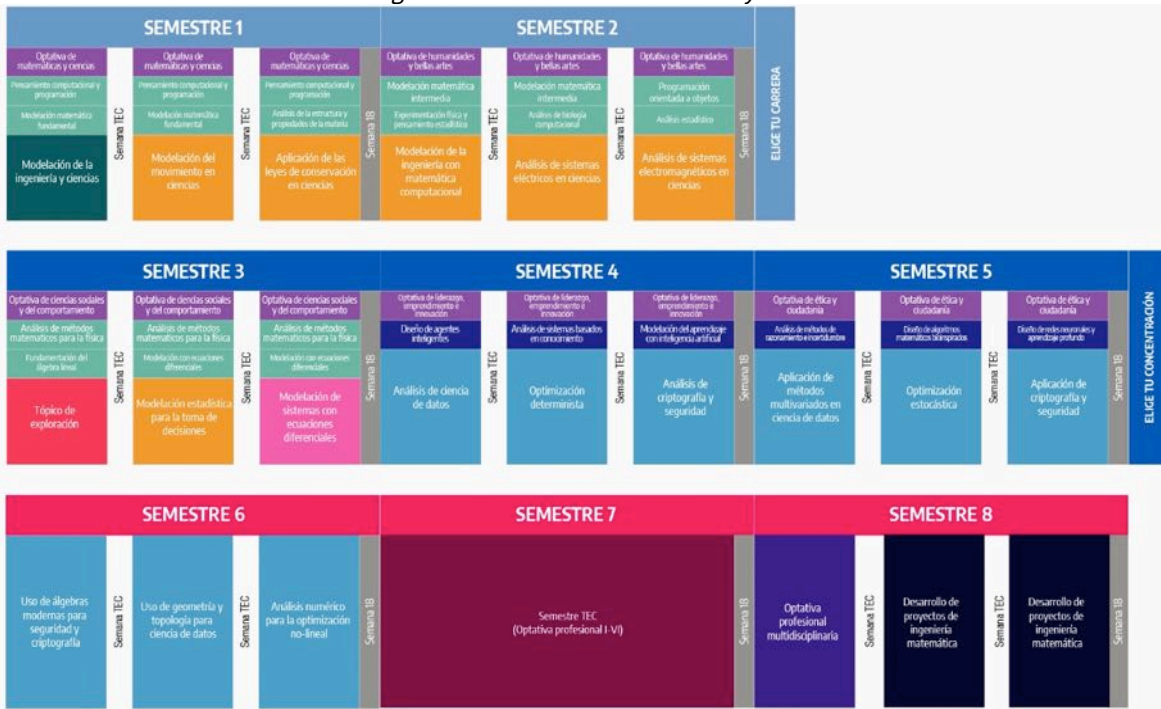 SEMESTRE 1
Optativa de
matemáticas y ciencias
Pensamiento computacional y
programación
Modelación matemática
fundamental
Modelación de la
ingeniería y ciencias
Semana TEC
Optativa de
matemáticas y ciencias
Pensamiento computacional y
programación
Modelación matemática
fundamental
Modelación del
movimiento en
ciencias
Semana TEC
Optativa de
matemáticas y ciencias
Pensamiento computacional y
programación
Análisis de la estructura y
propiedades de la materia
Aplicación de las
leyes de conservación
en ciencias
Semana 18
SEMESTRE 2
Optativa de humanidades
y bellas artes
Modelación matemática
intermedia
Experimentación física y
pensamiento estadístico
Modelación de la
ingeniería con
matemática
computacional
Semana TEC
Optativa de humanidades
y bellas artes
Modelación matemática
intermedia
Análisis de biología
computacional
Análisis de sistemas
eléctricos en ciencias
Semana TEC
Optativa de humanidades
y bellas artes
Programación
orientada a objetos
Análisis estadístico
Análisis de sistemas
electromagnéticos en
ciencias
Semana 18
ELIGE TU CARRERA
SEMESTRE 3
Optativa de ciencias sociales
y del comportamiento
Análisis de métodos
matemáticos para la física
Fundamentación del
álgebra lineal
Tópico de
exploración
Semana TEC
Optativa de ciencias sociales
y del comportamiento
Análisis de métodos
matemáticos para la física
Modelación con ecuaciones
diferenciales
Modelación estadística
para la toma de
decisiones
Semana TEC
Optativa de ciencias sociales
y del comportamiento
Análisis de métodos
matemáticos para la física
Modelación con ecuaciones
diferenciales
Modelación de
sistemas con
ecuaciones
diferenciales
Semana 18
SEMESTRE 4
Optativa de liderazgo,
emprendimiento e
innovación
Diseño de agentes
inteligentes
Análisis de ciencia
de datos
Semana TEC
Optativa de liderazgo,
emprendimiento e
innovación
Análisis de sistemas basados
en conocimiento
Optimización
determinista
Semana TEC
Optativa de liderazgo,
emprendimiento e
innovación
Modelación del aprendizaje
con inteligencia artificial
Análisis de
criptografía y
seguridad
Semana 18
SEMESTRE 5
Optativa de ética y
ciudadanía
Análisis de métodos de
razonamiento e incertidumbre
Aplicación de
métodos
multivariados en
ciencia de datos
Semana TEC
Optativa de ética y
ciudadanía
Diseño de algoritmos
matemáticos bioinspirados
Optimización
estocástica
Semana TEC
Optativa de ética y
ciudadanía
Diseño de redes neuronales y
aprendizaje profundo
Aplicación de
criptografía y
seguridad
Semana 18
ELIGE TU CONCENTRACIÓN
SEMESTRE 6
Uso de álgebras
modernas para
seguridad y
criptografía
Semana TEC
Uso de geometría y
topología para
ciencia de datos
Semana TEC
Análisis numérico
para la optimización
no-lineal
Semana 18
SEMESTRE 7
Semestre TEC
(Optativa profesional I-VI)
Semana 18
SEMESTRE 8
Optativa
profesional
multidisciplinaria
Semana TEC
Desarrollo de
proyectos de
ingeniería
matemática
Semana TEC
Desarrollo de
proyectos de
ingeniería
matemática
Semana 18